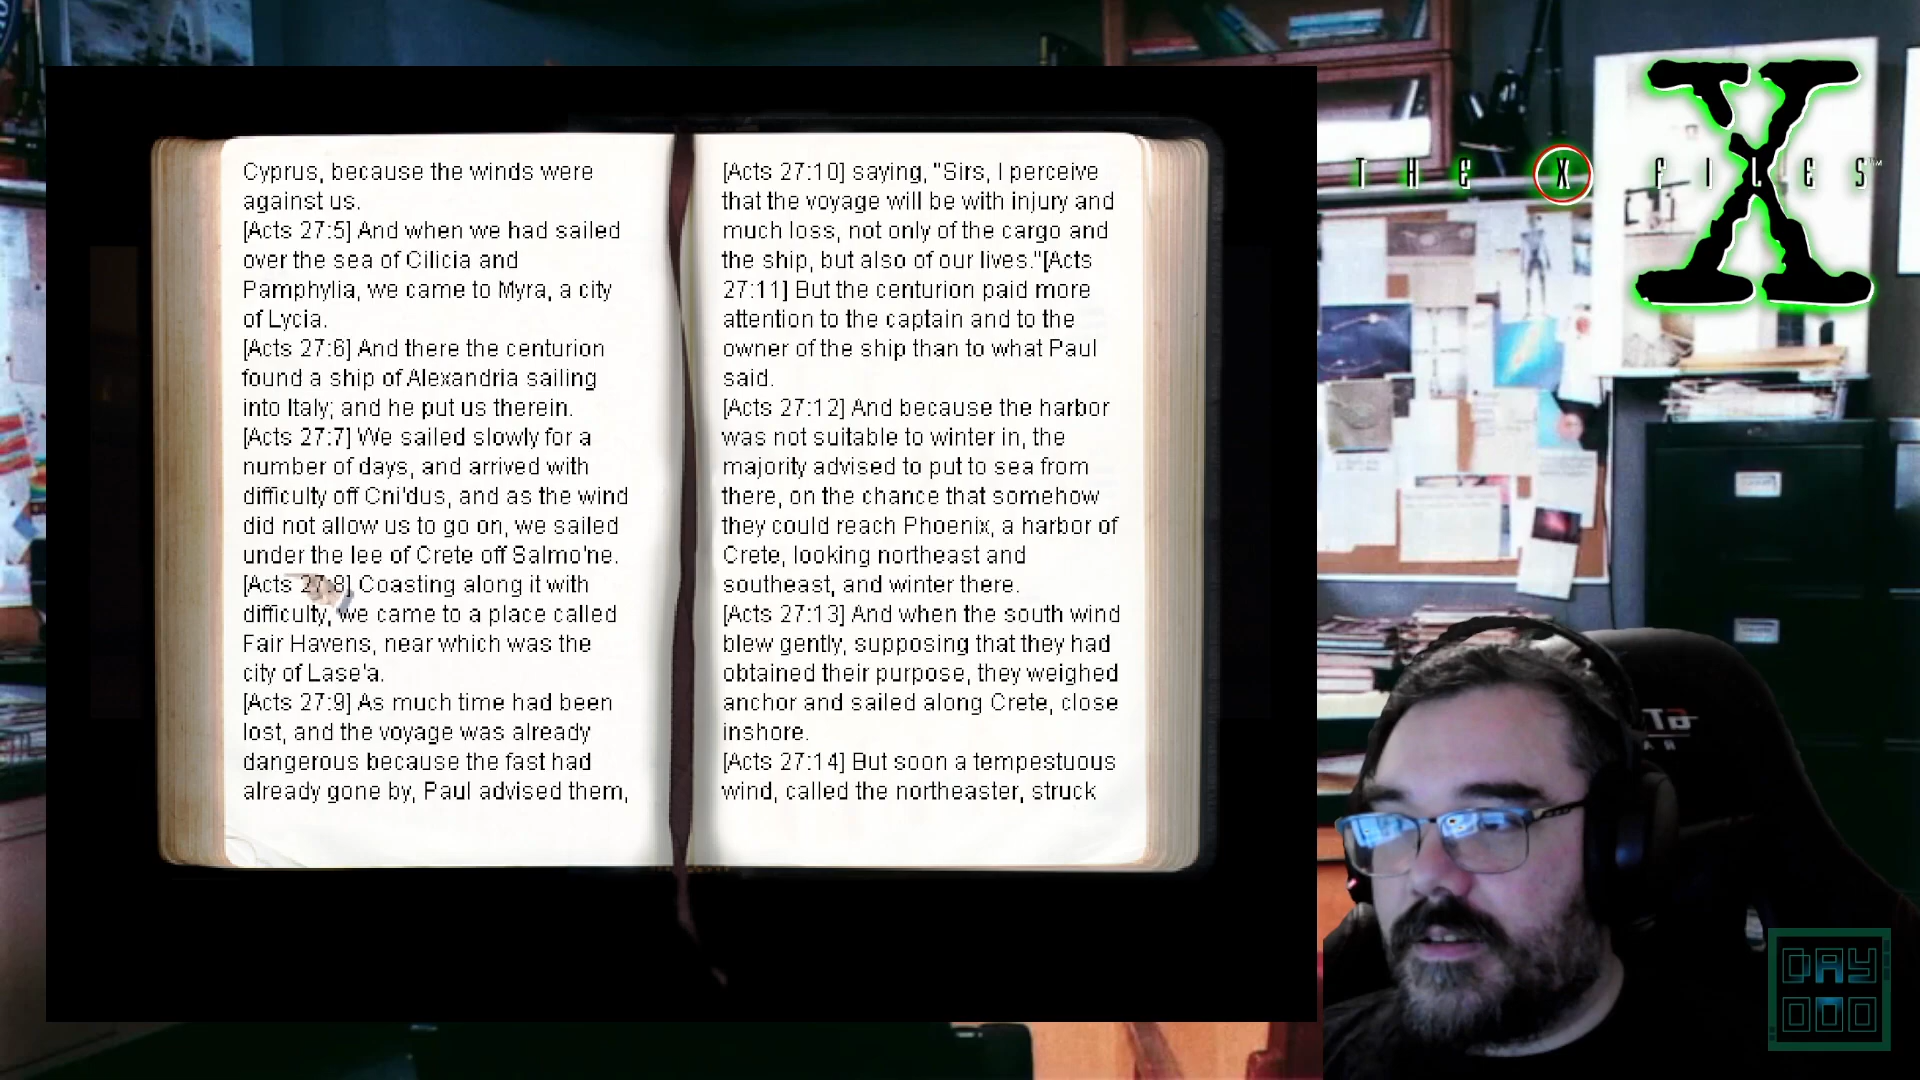 Cyprus, because the winds were
against us.
[Acts 27:5] And when we had sailed
over the sea of Cilicia and
Pamphylia, we came to Myra, a city
of Lycia.
[Acts 27:6] And there the centurion
found a ship of Alexandria sailing
into Italy; and he put us therein.
[Acts 27:7] We sailed slowly for a
number of days, and arrived with
difficulty off Cni'dus, and as the wind
did not allow us to go on, we sailed
under the lee of Crete off Salmo'ne.
[Acts 27:8] Coasting along it with
difficulty, we came to a place called
Fair Havens, near which was the
city of Lase'a.
[Acts 27:9] As much time had been
lost, and the voyage was already
dangerous because the fast had
already gone by, Paul advised them,
[Acts 27:10] saying, "Sirs, I perceive
that the voyage will be with injury and
much loss, not only of the cargo and
the ship, but also of our lives."[Acts
27:11] But the centurion paid more
attention to the captain and to the
owner of the ship than to what Paul
said.
[Acts 27:12] And because the harbor
was not suitable to winter in, the
majority advised to put to sea from
there, on the chance that somehow
they could reach Phoenix, a harbor of
Crete, looking northeast and
southeast, and winter there.
[Acts 27:13] And when the south wind
blew gently, supposing that they had
obtained their purpose, they weighed
anchor and sailed along Crete, close
inshore.
[Acts 27:14] But soon a tempestuous
wind, called the northeaster, struck
X
THE X FILES
DAY
000